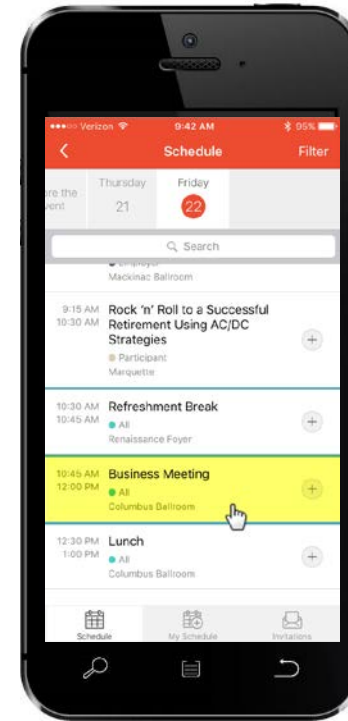 Verizon 9:42 AM 95%
Schedule Filter
re the Thursday Friday
vent 21 22
Search
Mackinac Ballroom
9:15 AM Rock 'n' Roll to a Successful
10:30 AM Retirement Using AC/DC
Strategies
Participant
Marquette
10:30 AM Refreshment Break
10:45 AM All
Renaissance Foyer
10:45 AM Business Meeting
12:00 PM All
Columbus Ballroom
12:30 PM Lunch
1:00 PM All
Columbus Ballroom
Schedule My Schedule Invitations